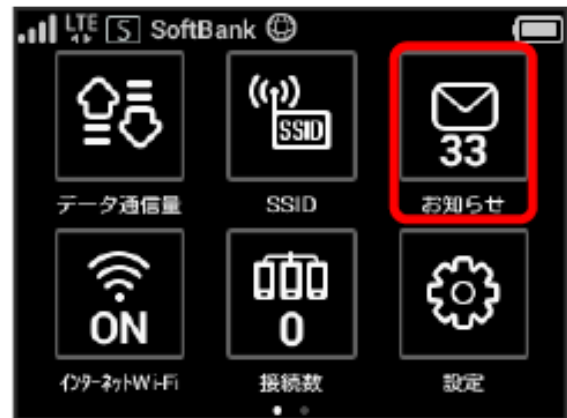 LTE S SoftBank
SSID
33
データ通信量 SSID お知らせ
ON 0
インターネットWi-Fi 接続数 設定